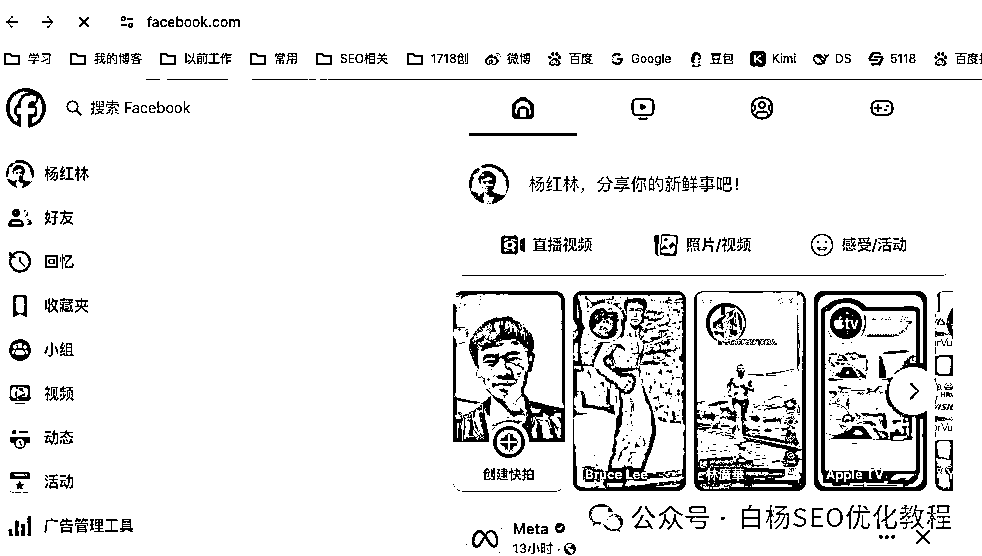 facebook.com
学习 我的博客 以前工作 常用 SEO相关 1718创 微博 百度 Google 豆包 Kimi DS 5118 百度
搜索 Facebook
杨红林
好友
回忆
收藏夹
小组
视频
动态
活动
广告管理工具
杨红林，分享你的新鲜事吧！
直播视频 照片/视频 感受/活动
创建快拍 Bruce Lee Apple TV
Meta
13小时
公众号 · 白杨SEO优化教程